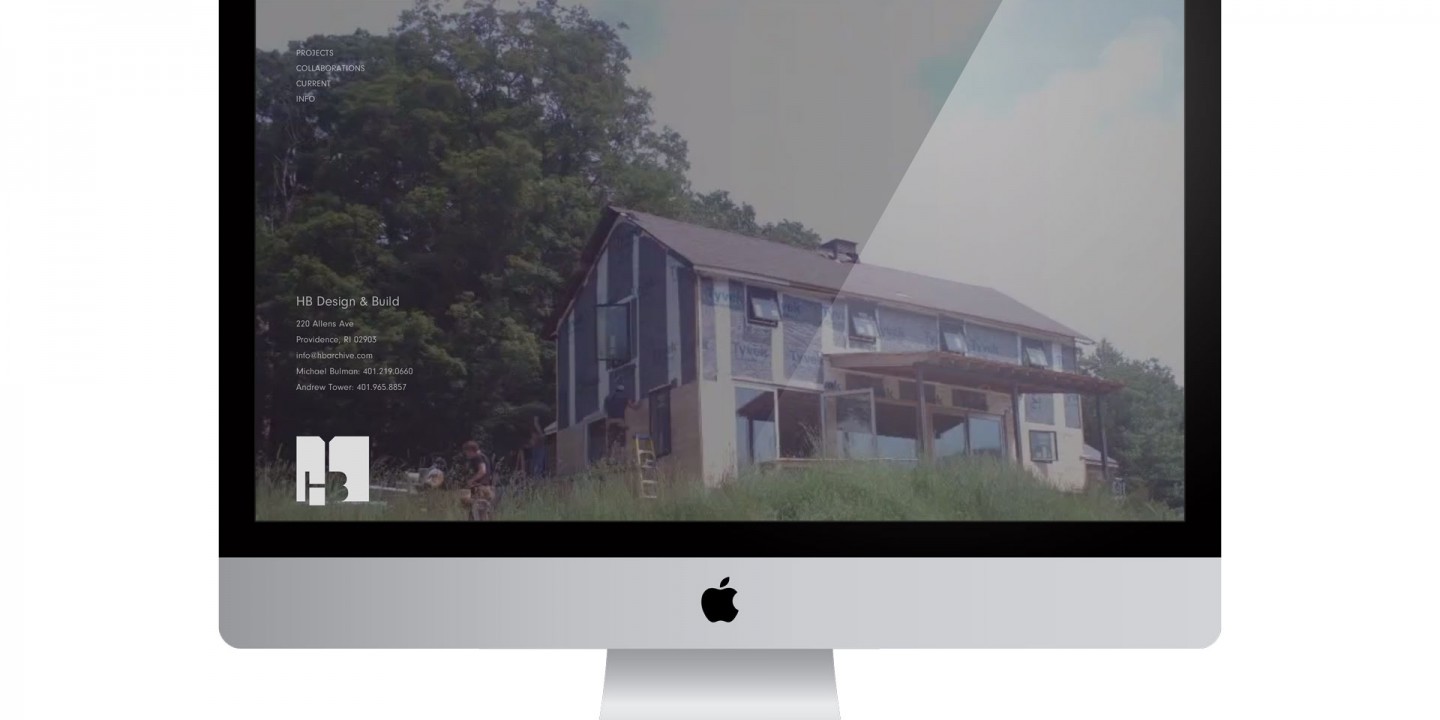 PROJECTS
COLLABORATIONS
CURRENT
INFO
HB Design & Build
220 Allens Ave
Providence, RI 02903
info@hbarchive.com
Michael Bulman: 401.219.0660
Andrew Tower: 401.965.8857
HB
Tyvek